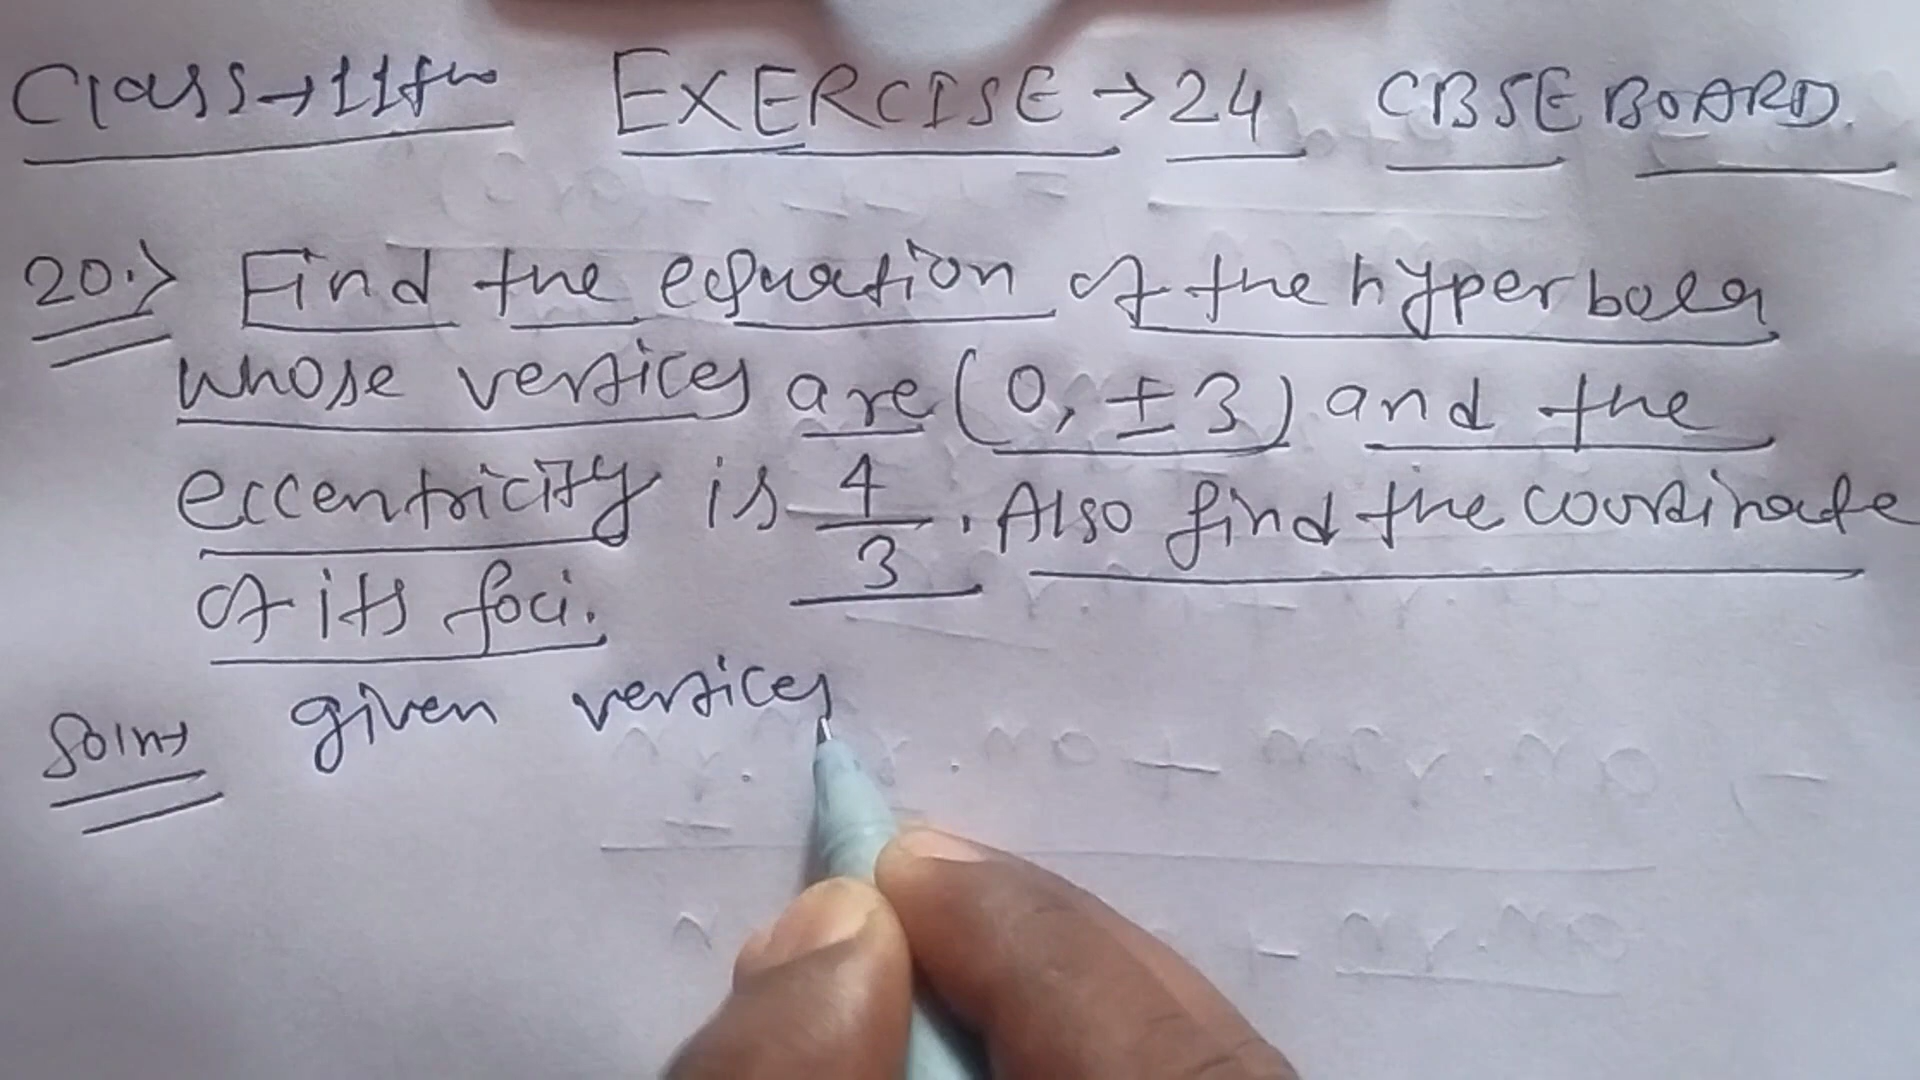 Class→11th EXERCISE→24 CBSE BOARD.
20.> Find the equation of the hyperbola
whose vertices are (0, ±3) and the
eccentricity is 4/3. Also find the coordinate
of its foci.
Soln→ given vertices